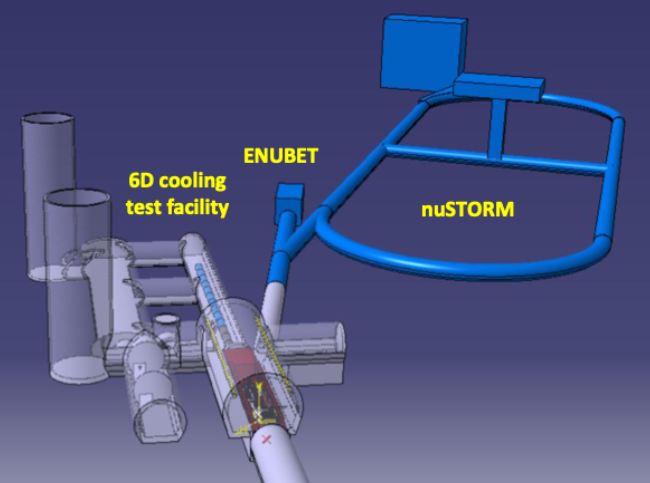 ENUBET
6D cooling
test facility
nuSTORM